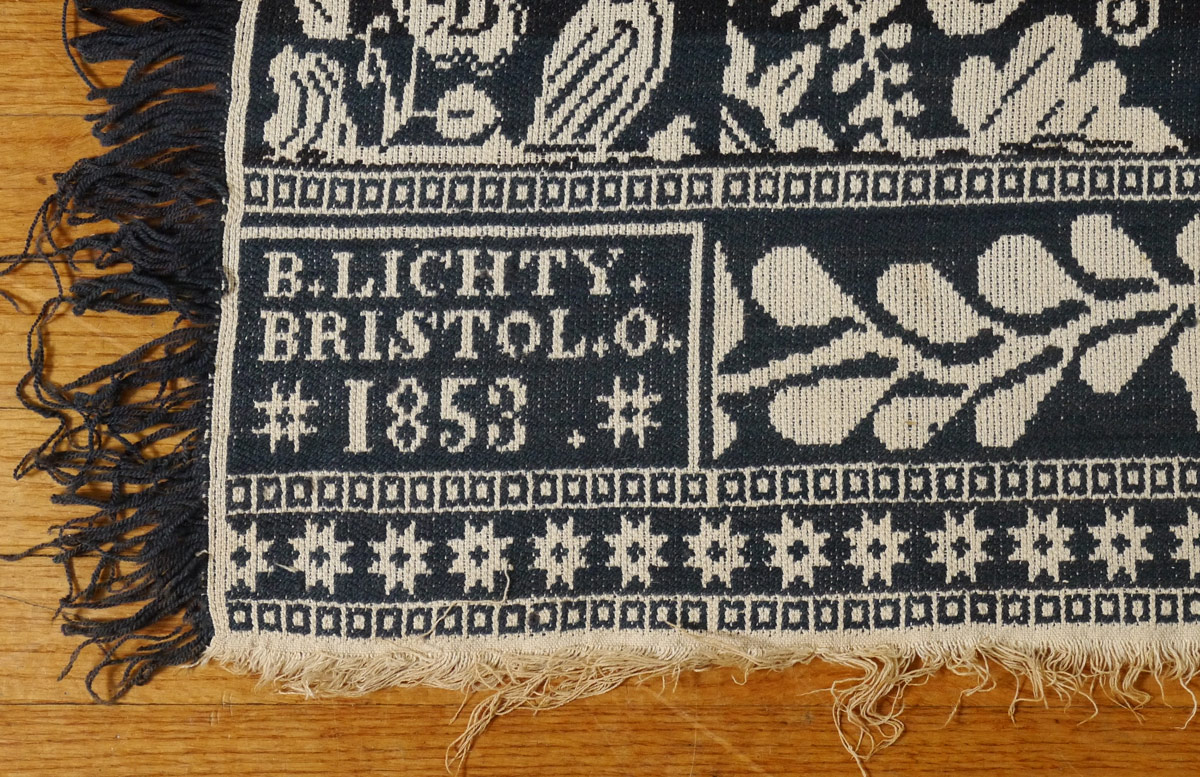 B. LICHTY.
BRISTOL. O.
1853 .